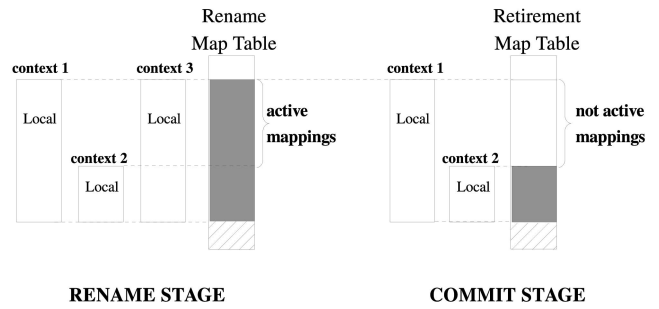 Rename
Map Table
Retirement
Map Table
context 1
context 3
context 1
Local
Local
active
mappings
Local
not active
mappings
context 2
Local
context 2
Local
RENAME STAGE
COMMIT STAGE